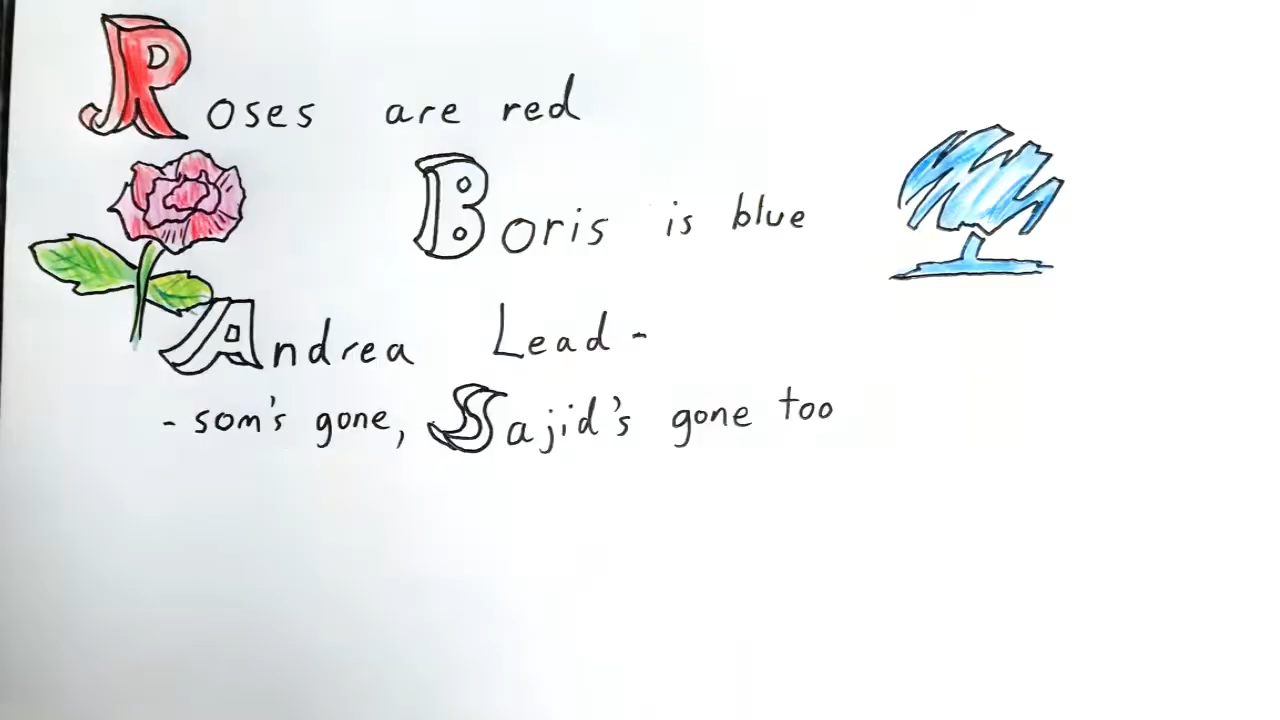 Roses are red
Boris is blue
Andrea Lead-
-som's gone, Sajid's gone too